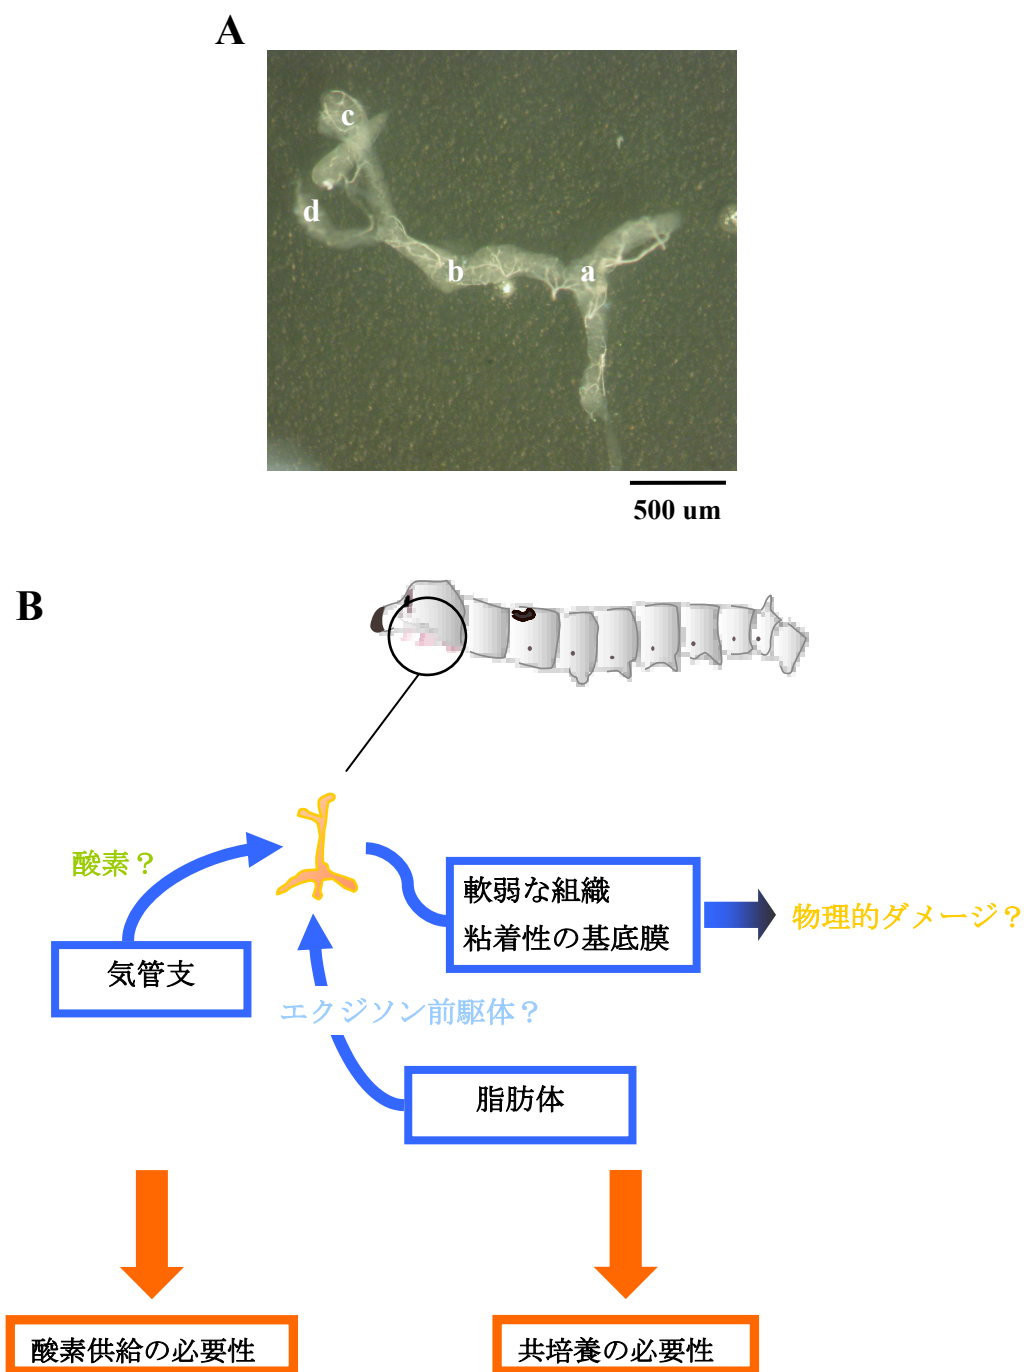 A
c
d
b
a
500 um
B
酸素？
軟弱な組織
粘着性の基底膜
物理的ダメージ？
気管支
エクジソン前駆体？
脂肪体
酸素供給の必要性
共培養の必要性